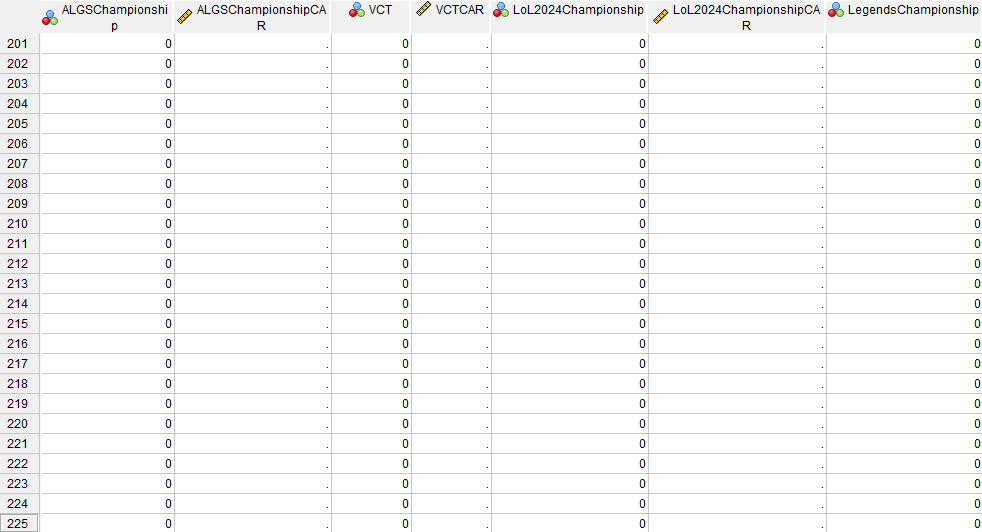 ALGSChampionshi
p ALGSChampionshipCA
R VCT VCTCAR LoL2024Championship LoL2024ChampionshipCA
R LegendsChampionship
201 0 . 0 . 0 . 0
202 0 . 0 . 0 . 0
203 0 . 0 . 0 . 0
204 0 . 0 . 0 . 0
205 0 . 0 . 0 . 0
206 0 . 0 . 0 . 0
207 0 . 0 . 0 . 0
208 0 . 0 . 0 . 0
209 0 . 0 . 0 . 0
210 0 . 0 . 0 . 0
211 0 . 0 . 0 . 0
212 0 . 0 . 0 . 0
213 0 . 0 . 0 . 0
214 0 . 0 . 0 . 0
215 0 . 0 . 0 . 0
216 0 . 0 . 0 . 0
217 0 . 0 . 0 . 0
218 0 . 0 . 0 . 0
219 0 . 0 . 0 . 0
220 0 . 0 . 0 . 0
221 0 . 0 . 0 . 0
222 0 . 0 . 0 . 0
223 0 . 0 . 0 . 0
224 0 . 0 . 0 . 0
225 0 . 0 . 0 . 0